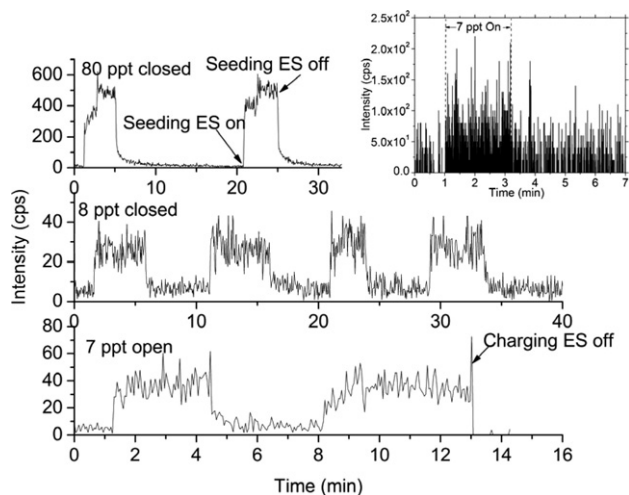 80 ppt closed
Seeding ES off
Seeding ES on
600
400
200
0
0 10 20 30
2.5x10²
2.0x10²
1.5x10²
1.0x10²
5.0x10¹
0.0
Intensity (cps)
7 ppt On
0 1 2 3 4 5 6 7
Time (min)
Intensity (cps)
8 ppt closed
60
40
20
0
0 10 20 30 40
7 ppt open
Charging ES off
80
60
40
20
0
0 2 4 6 8 10 12 14 16
Time (min)